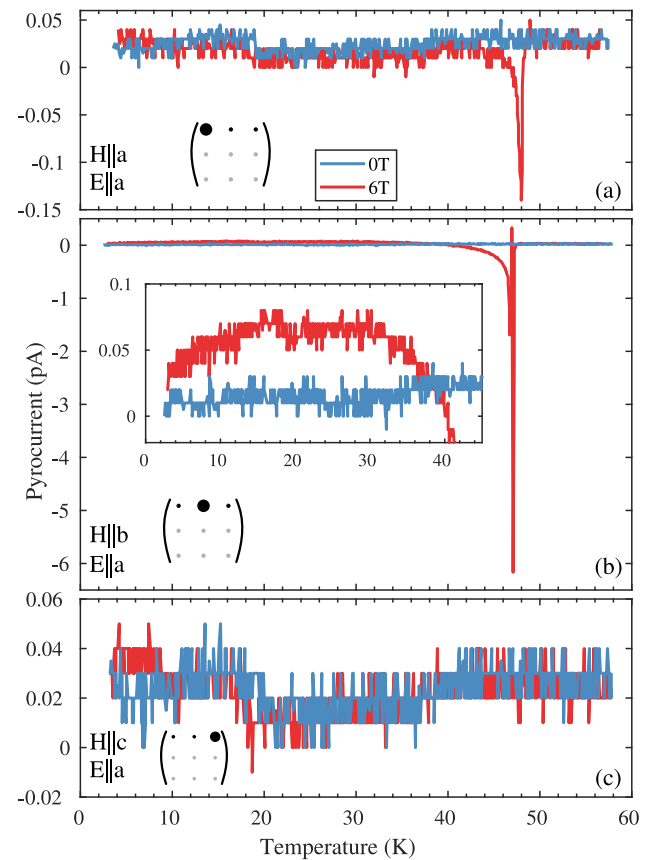 0.05
0
-0.05
-0.1
-0.15
H||a
E||a
0T
6T
(a)
0
-1
-2
-3
-4
-5
-6
Pyrocurrent (pA)
0.1
0.05
0
0 10 20 30 40
H||b
E||a
(b)
0.06
0.04
0.02
0
-0.02
H||c
E||a
(c)
0 10 20 30 40 50 60
Temperature (K)